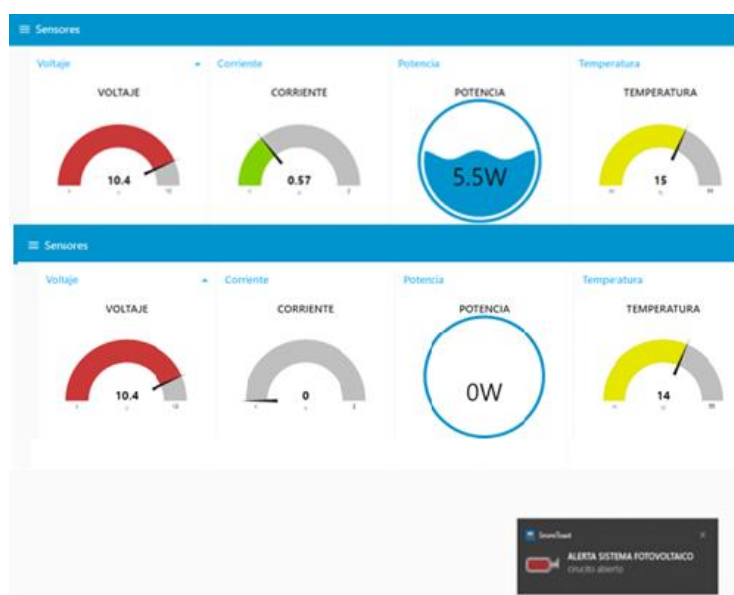 Sensores
Voltaje Corriente Potencia Temperatura
VOLTAJE CORRIENTE POTENCIA TEMPERATURA
10.4 0.57 5.5W 15
Sensores
Voltaje Corriente Potencia Temperatura
VOLTAJE CORRIENTE POTENCIA TEMPERATURA
10.4 0 0W 14
ALERTA SISTEMA FOTOVOLTAICO
abierto